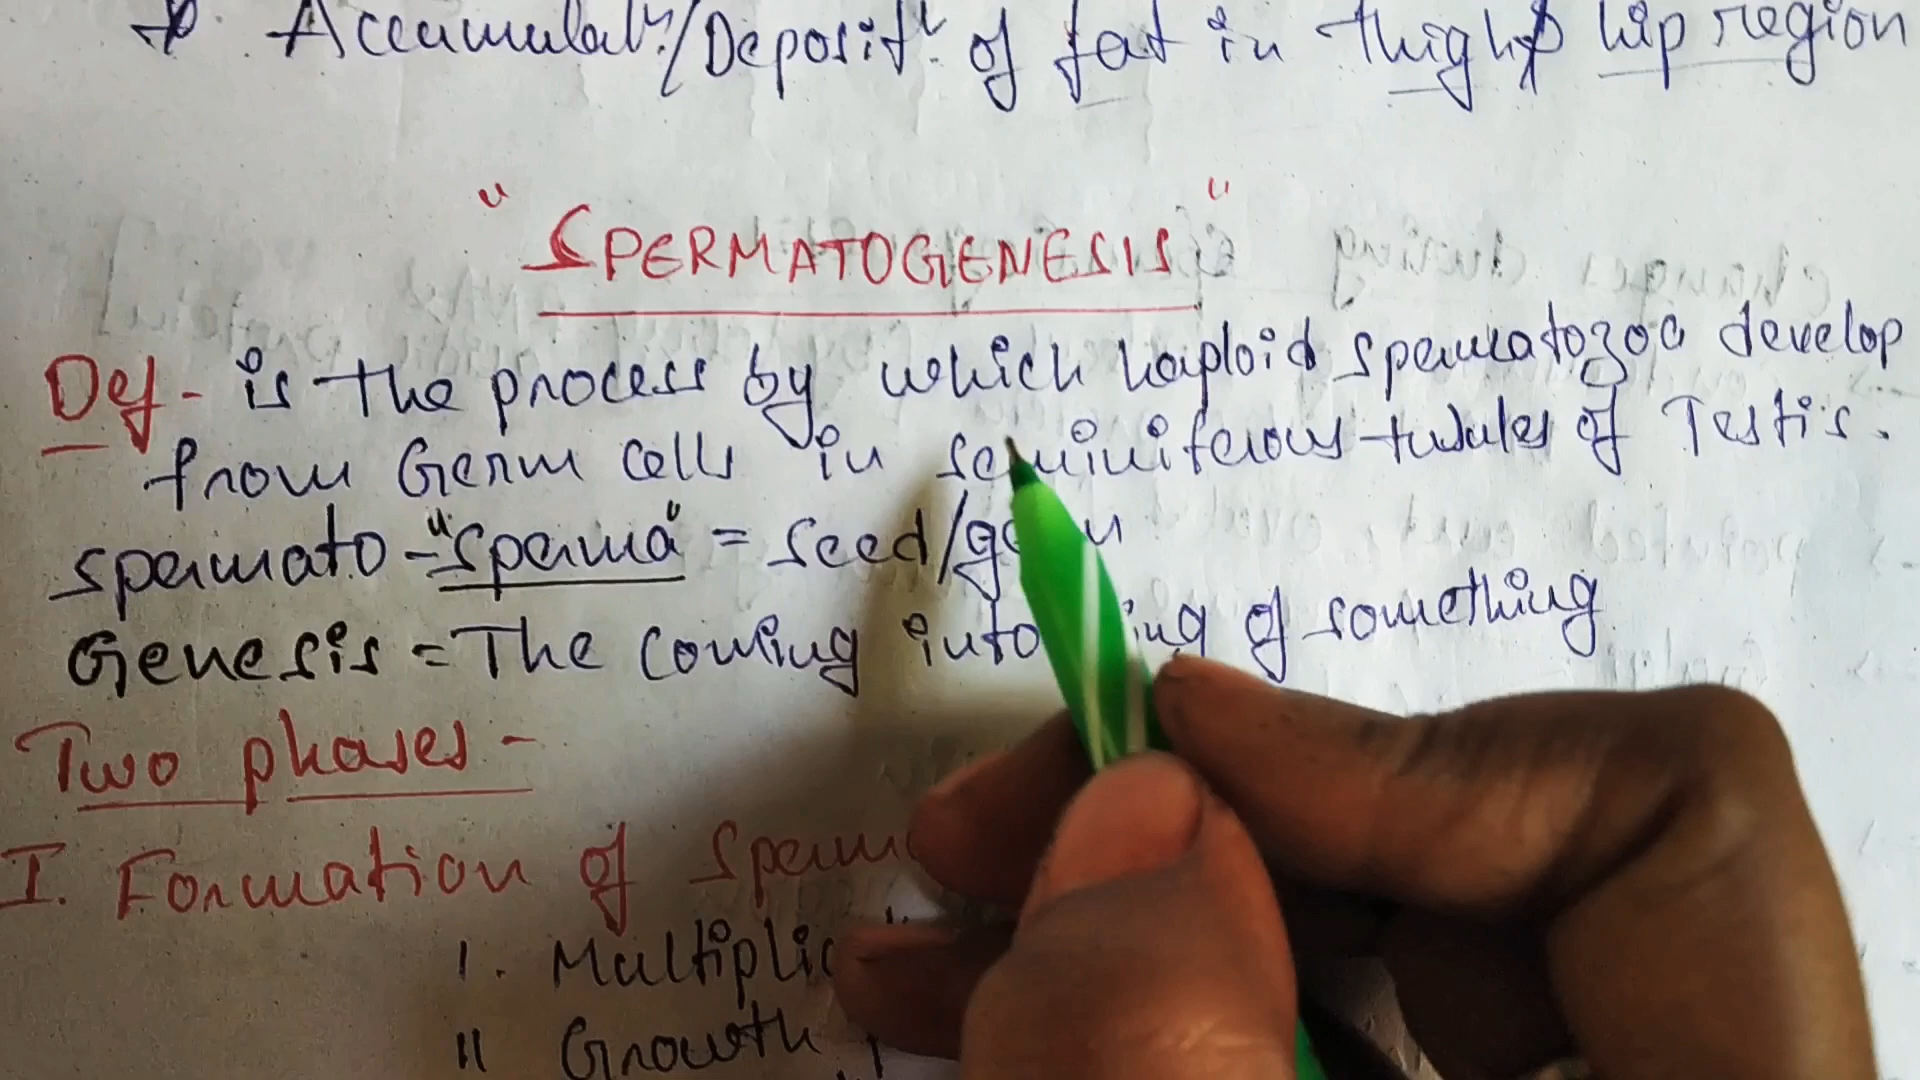 Accumulatn/Depositn of fat in thigh & hip region
"SPERMATOGENESIS"
Def - is the process by which haploid spermatozoa develop
from Germ cells in seminiferous tubules of Testis.
spermato - "sperma" = seed/
Genesis = The coming into of something
Two phases -
I. Formation of
I. Multiplic
II Growth